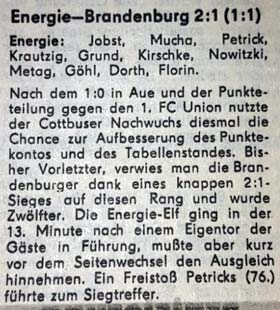 Energie—Brandenburg 2:1 (1:1)
Energie: Jobst, Mucha, Petrick,
Krautzig, Grund, Kirschke, Nowitzki,
Metag, Göhl, Dorth, Florin.
Nach dem 1:0 in Aue und der Punkte-
teilung gegen den 1. FC Union nutzte
der Cottbuser Nachwuchs diesmal die
Chance zur Aufbesserung des Punkte-
kontos und des Tabellenstandes. Bis-
her Vorletzter, verwies man die Bran-
denburger dank eines knappen 2:1-
Sieges auf diesen Rang und wurde
Zwölfter. Die Energie-Elf ging in der
13. Minute nach einem Eigentor der
Gäste in Führung, mußte aber kurz
vor dem Seitenwechsel den Ausgleich
hinnehmen. Ein Freistoß Petricks (76.)
führte zum Siegtreffer.